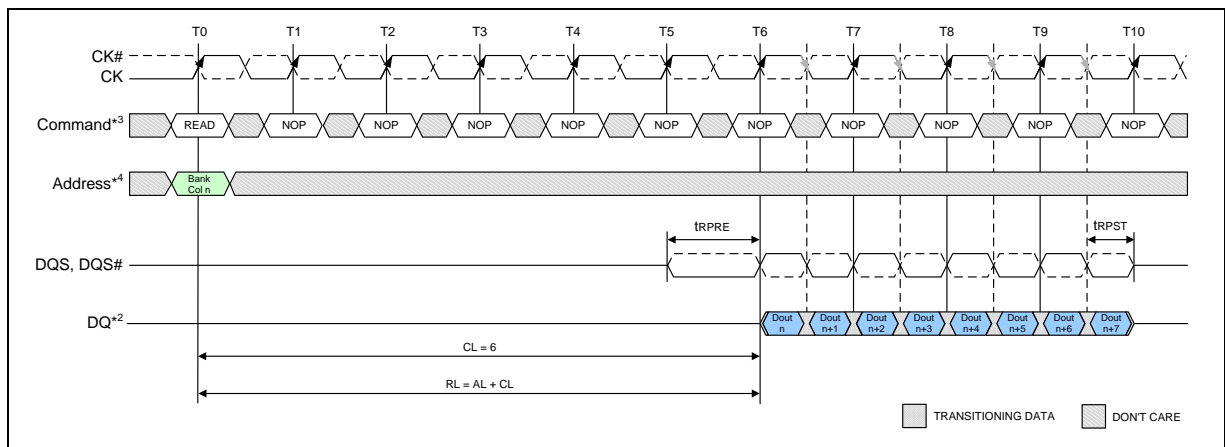 T0 T1 T2 T3 T4 T5 T6 T7 T8 T9 T10
CK#
CK
Command*3 READ NOP NOP NOP NOP NOP NOP NOP NOP NOP NOP
Address*4 Bank Col n
tRPRE tRPST
DQS, DQS#
DQ*2 Dout n Dout n+1 Dout n+2 Dout n+3 Dout n+4 Dout n+5 Dout n+6 Dout n+7
CL = 6
RL = AL + CL
TRANSITIONING DATA DON'T CARE